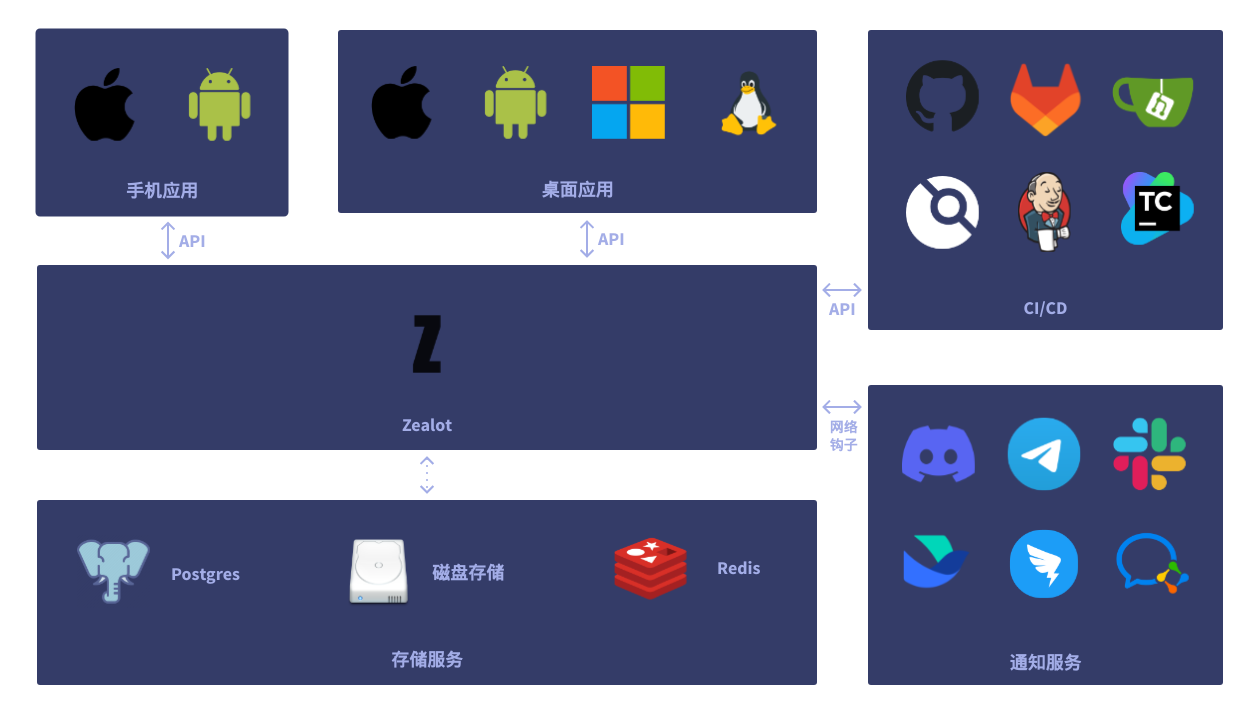 手机应用
桌面应用
API
API
TC
CI/CD
API
Z
Zealot
网络
钩子
Postgres
磁盘存储
Redis
存储服务
通知服务